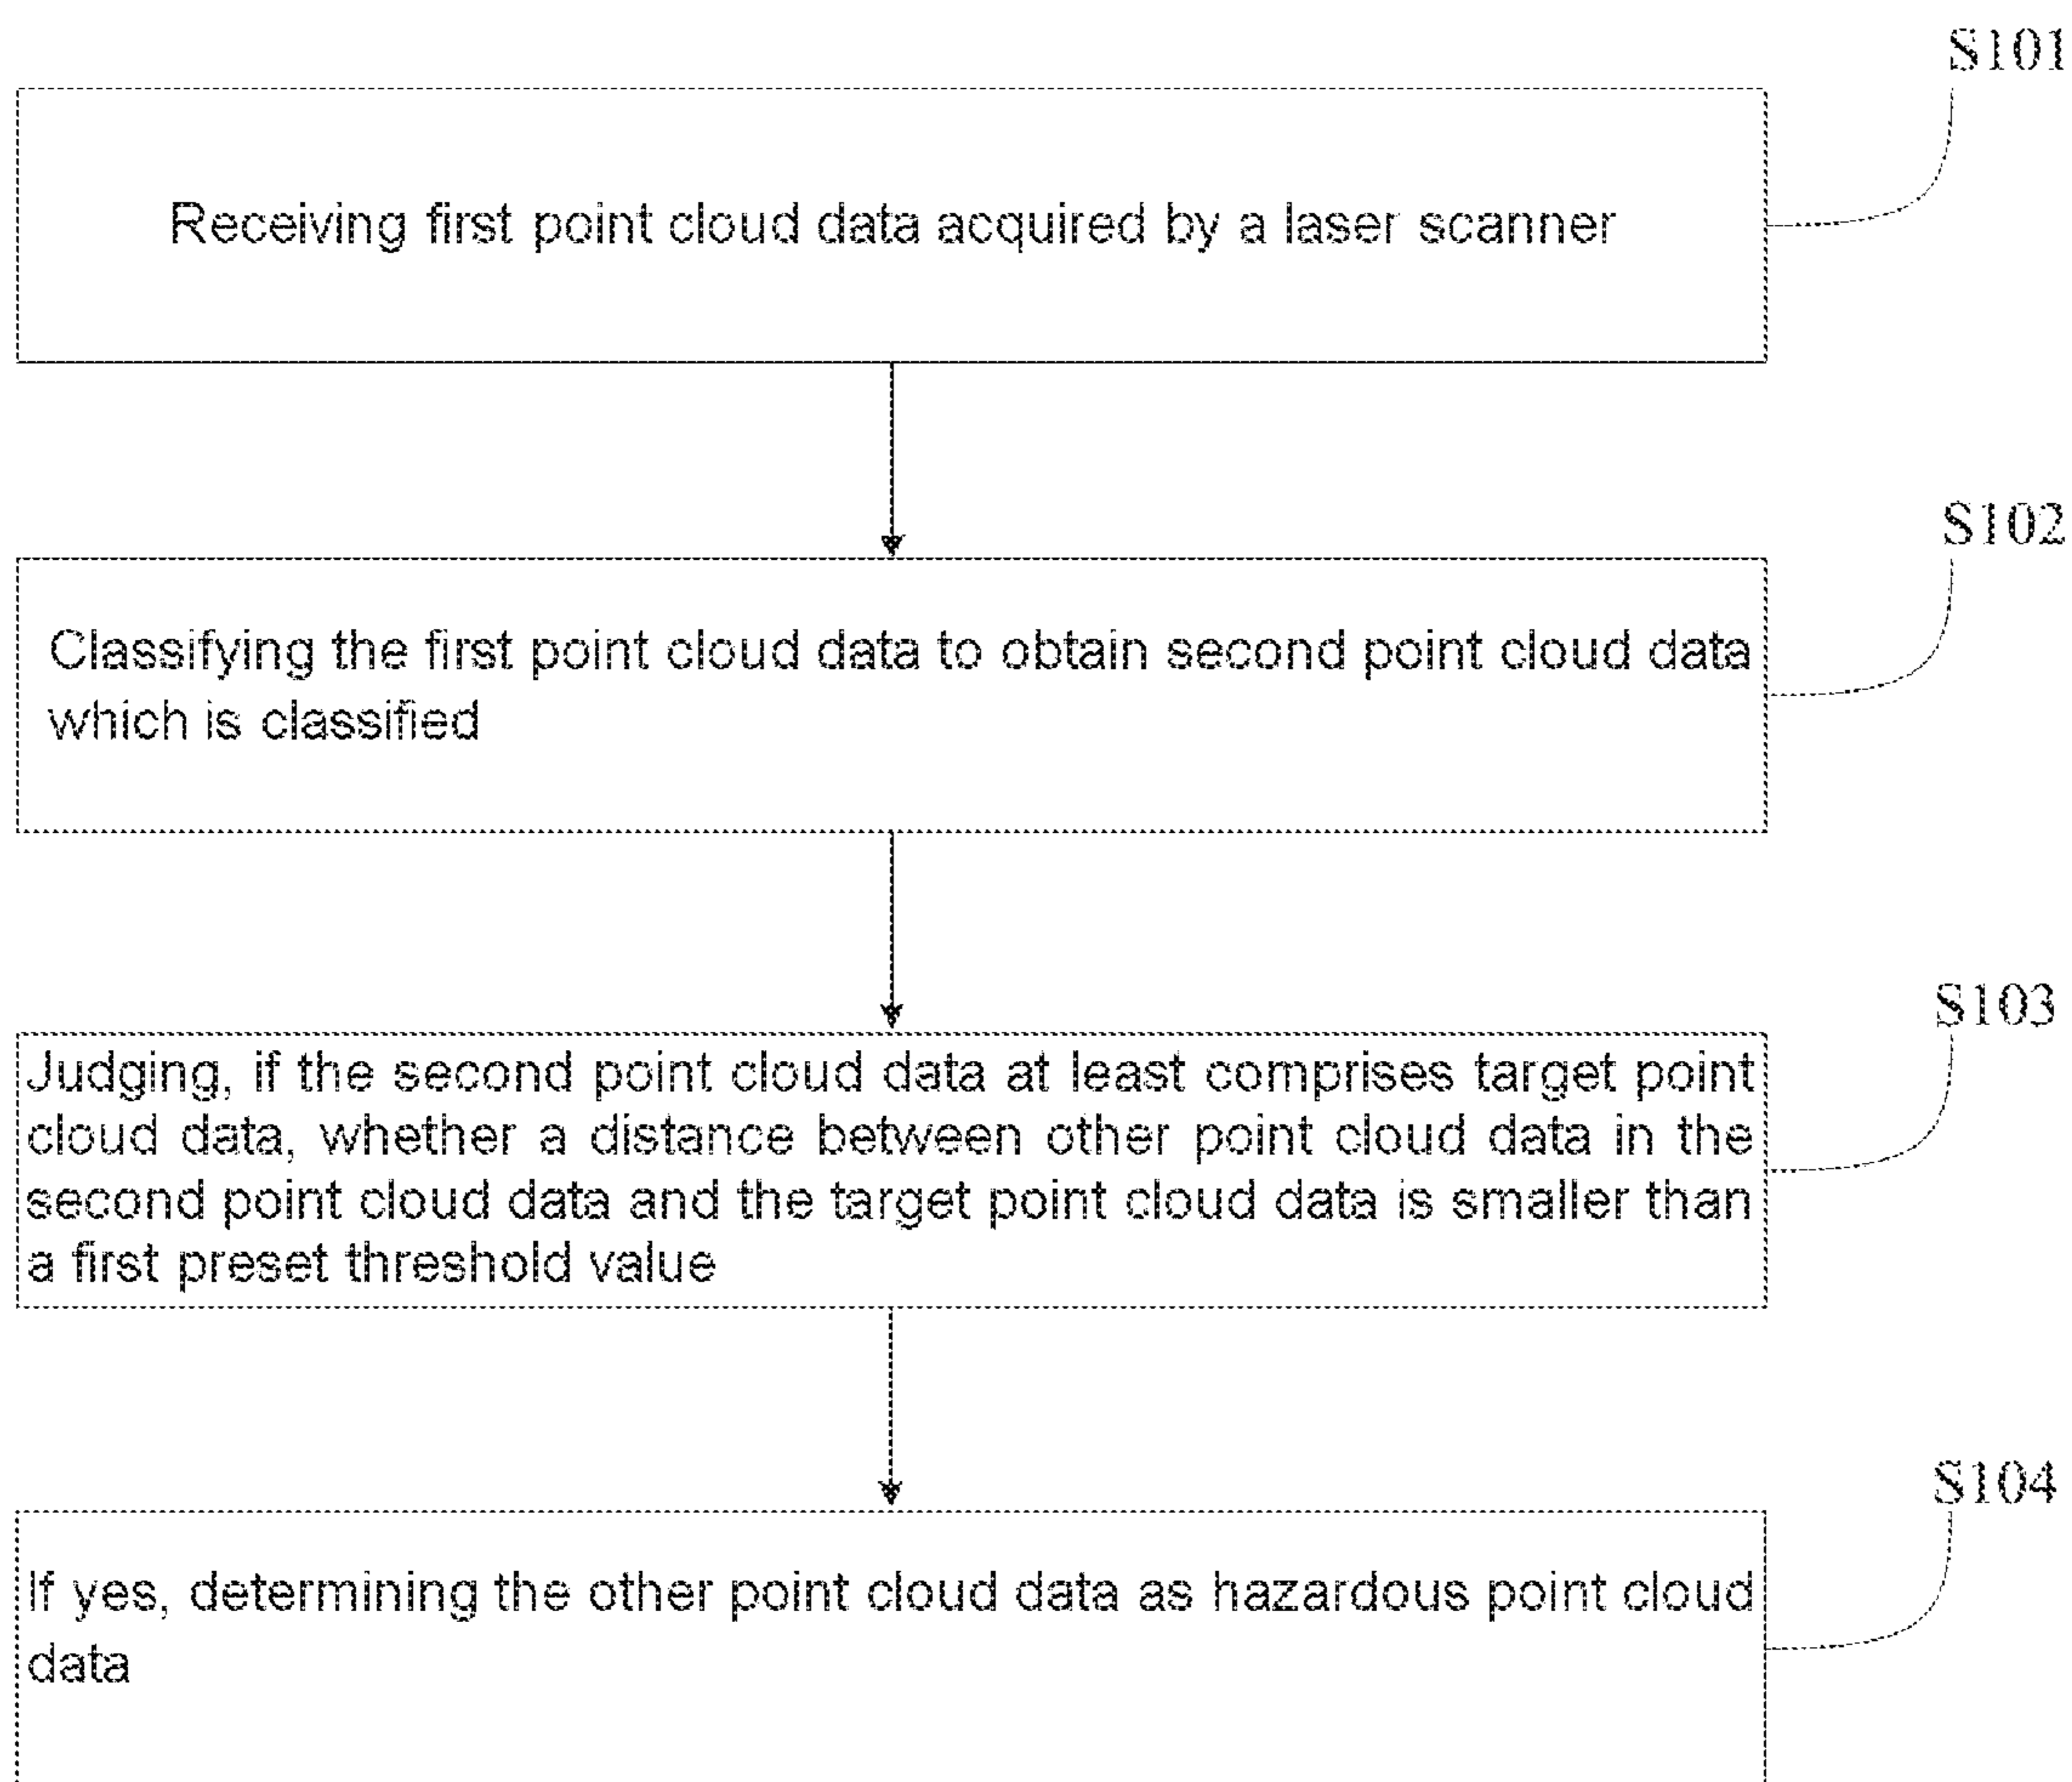 S101
Receiving first point cloud data acquired by a laser scanner
S102
Classifying the first point cloud data to obtain second point cloud data
which is classified
S103
Judging, if the second point cloud data at least comprises target point
cloud data, whether a distance between other point cloud data in the
second point cloud data and the target point cloud data is smaller than
a first preset threshold value
S104
If yes, determining the other point cloud data as hazardous point cloud
data